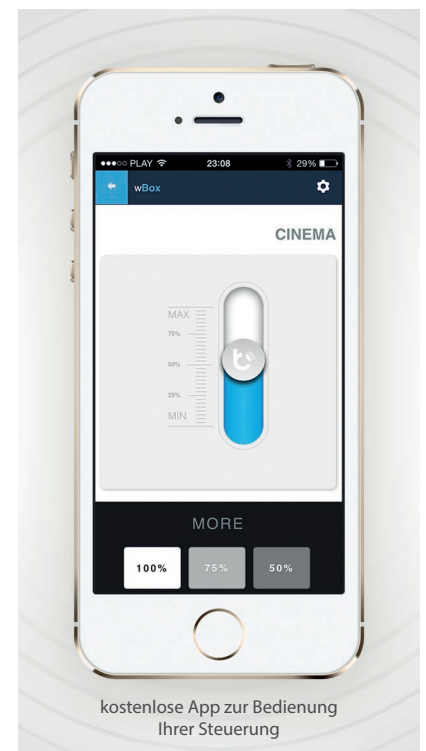 PLAY 23:08 29%
wBox
CINEMA
MAX
75%
50%
25%
MIN
MORE
100% 75% 50%
kostenlose App zur Bedienung
Ihrer Steuerung